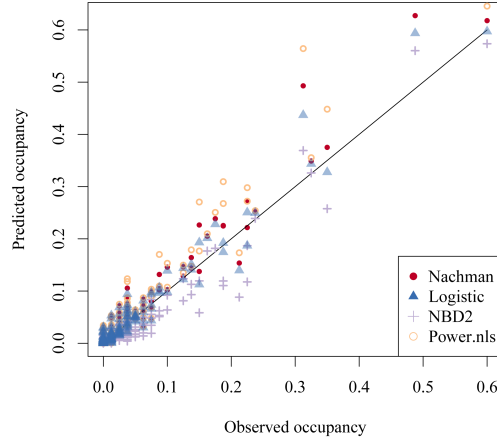 0.6
0.5
0.4
0.3
0.2
0.1
0.0
Predicted occupancy
Nachman
Logistic
NBD2
Power.nls
0.0 0.1 0.2 0.3 0.4 0.5 0.6
Observed occupancy